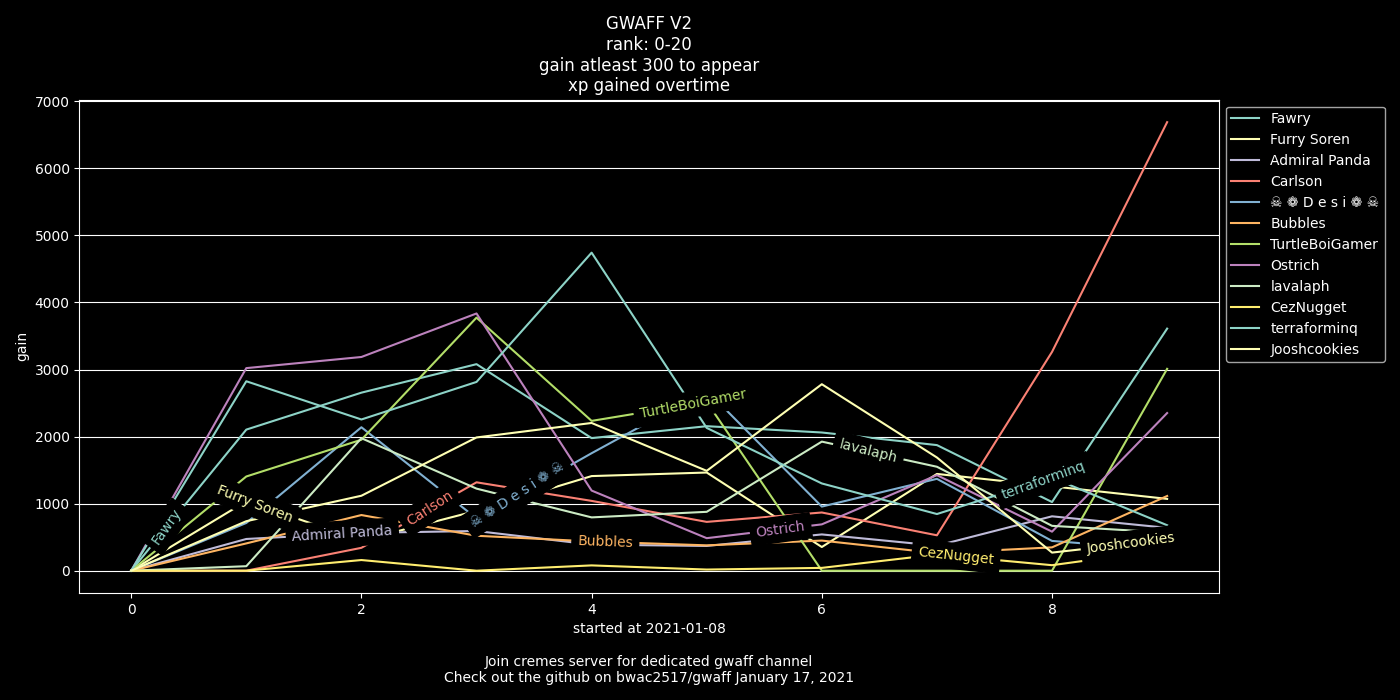 GWAFF V2
rank: 0-20
gain atleast 300 to appear
xp gained overtime
7000
6000
5000
4000
3000
2000
1000
0
gain
Fawry
Furry Soren
Admiral Panda
Carlson
☠ ❁ D e s i ❁ ☠
Bubbles
TurtleBoiGamer
Ostrich
lavalaph
CezNugget
terraforminq
Jooshcookies
Fawry
Furry Soren
Admiral Panda
Carlson
☠ ❁ D e s i ❁ ☠
Bubbles
TurtleBoiGamer
Ostrich
lavalaph
CezNugget
terraforminq
Jooshcookies
0 2 4 6 8
started at 2021-01-08
Join cremes server for dedicated gwaff channel
Check out the github on bwac2517/gwaff January 17, 2021